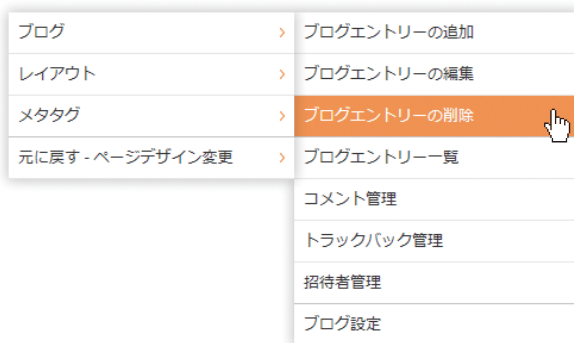 ブログ
レイアウト
メタタグ
元に戻す - ページデザイン変更
ブログエントリーの追加
ブログエントリーの編集
ブログエントリーの削除
ブログエントリー一覧
コメント管理
トラックバック管理
招待者管理
ブログ設定